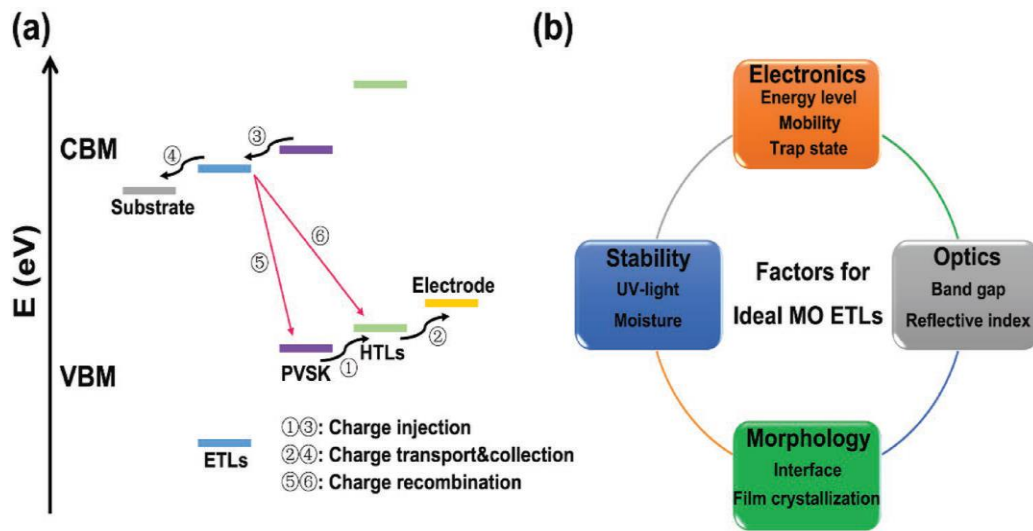 (a)
E (eV)
CBM
VBM
③
④
Substrate
⑤
⑥
Electrode
HTLs
②
PVSK
①
ETLs
①③: Charge injection
②④: Charge transport&collection
⑤⑥: Charge recombination
(b)
Electronics
Energy level
Mobility
Trap state
Stability
UV-light
Moisture
Factors for
Ideal MO ETLs
Optics
Band gap
Reflective index
Morphology
Interface
Film crystallization